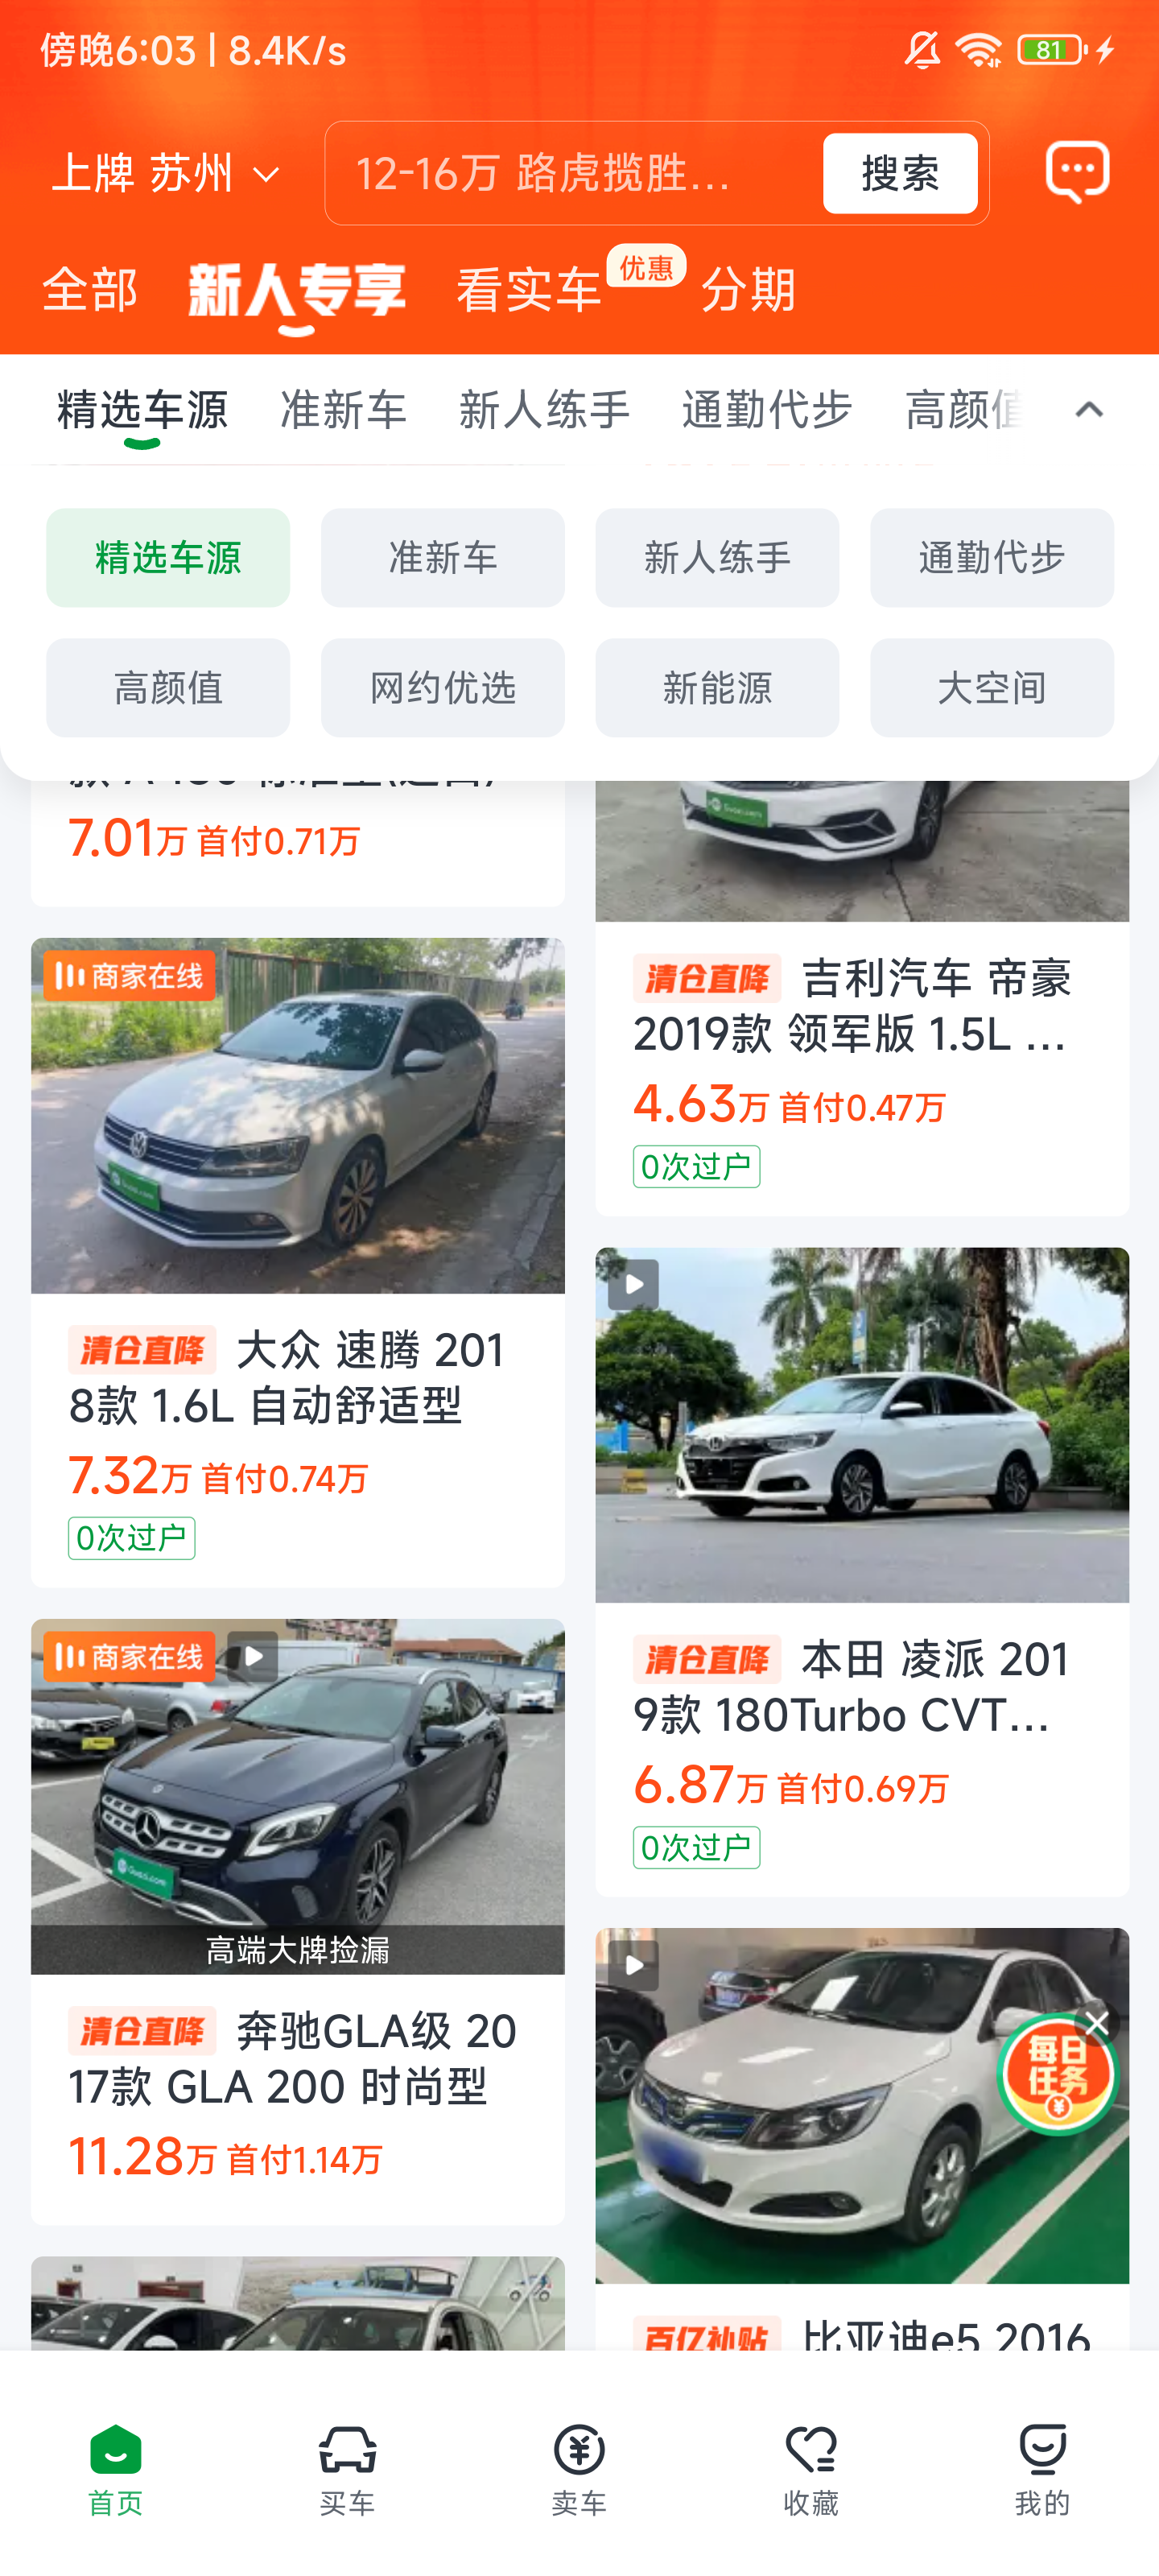 傍晚6:03 | 8.4K/s
81
上牌 苏州
12-16万 路虎揽胜...
搜索
全部
新人专享
看实车
优惠
分期
精选车源
准新车
新人练手
通勤代步
高颜值
精选车源
准新车
新人练手
通勤代步
高颜值
网约优选
新能源
大空间
7.01万 首付0.71万
商家在线
清仓直降 大众 速腾 201
8款 1.6L 自动舒适型
7.32万 首付0.74万
0次过户
商家在线
高端大牌捡漏
清仓直降 奔驰GLA级 20
17款 GLA 200 时尚型
11.28万 首付1.14万
清仓直降 吉利汽车 帝豪
2019款 领军版 1.5L ...
4.63万 首付0.47万
0次过户
清仓直降 本田 凌派 201
9款 180Turbo CVT...
6.87万 首付0.69万
0次过户
每日
任务
百亿补贴 比亚迪e5 2016
首页
买车
卖车
收藏
我的